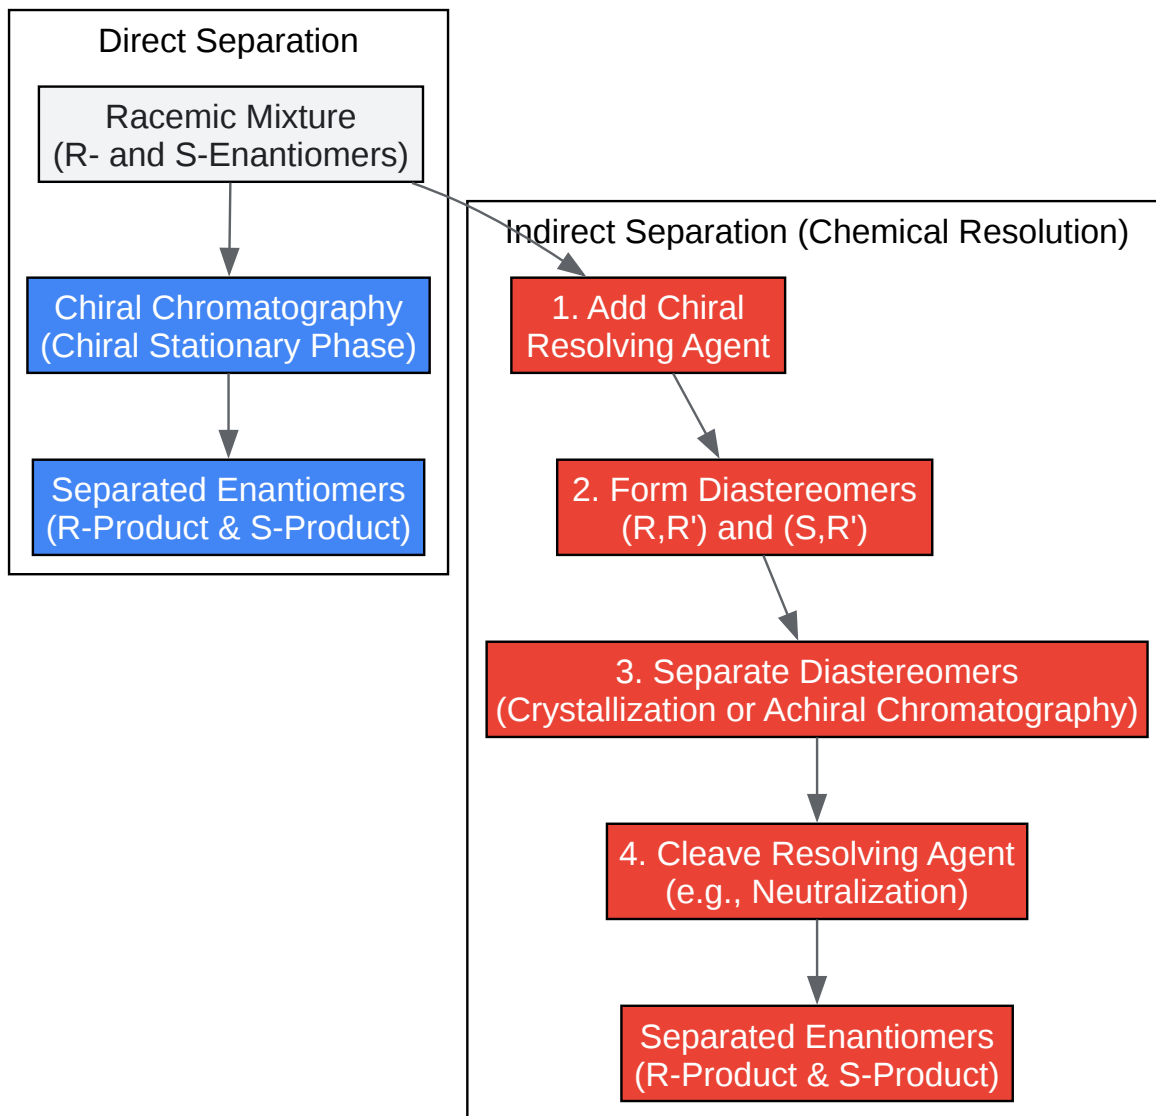 Direct Separation
Racemic Mixture
(R- and S-Enantiomers)
Chiral Chromatography
(Chiral Stationary Phase)
Separated Enantiomers
(R-Product & S-Product)
Indirect Separation (Chemical Resolution)
1. Add Chiral
Resolving Agent
2. Form Diastereomers
(R,R') and (S,R')
3. Separate Diastereomers
(Crystallization or Achiral Chromatography)
4. Cleave Resolving Agent
(e.g., Neutralization)
Separated Enantiomers
(R-Product & S-Product)